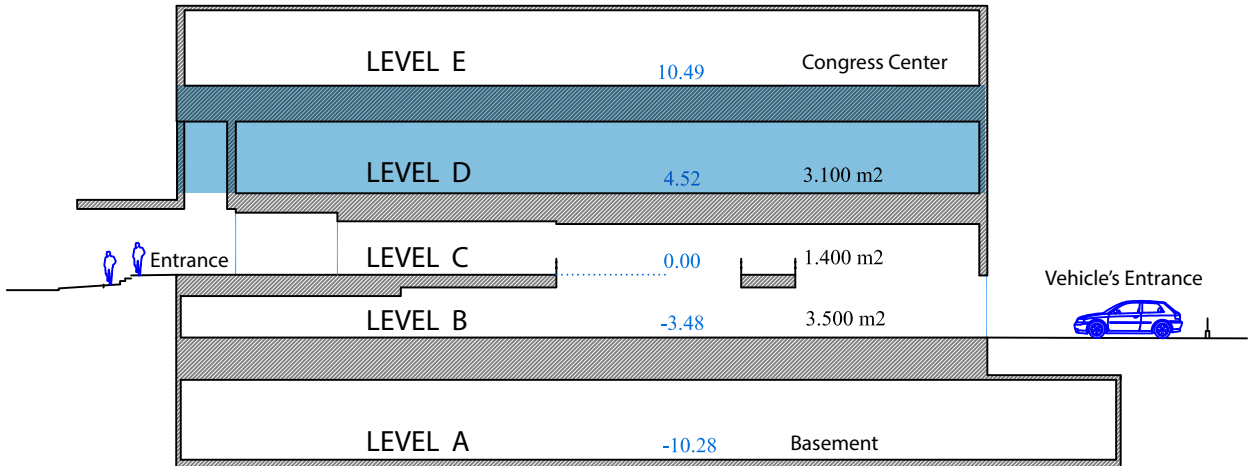 LEVEL E 10.49 Congress Center
LEVEL D 4.52 3.100 m2
Entrance LEVEL C 0.00 1.400 m2
Vehicle's Entrance
LEVEL B -3.48 3.500 m2
LEVEL A -10.28 Basement